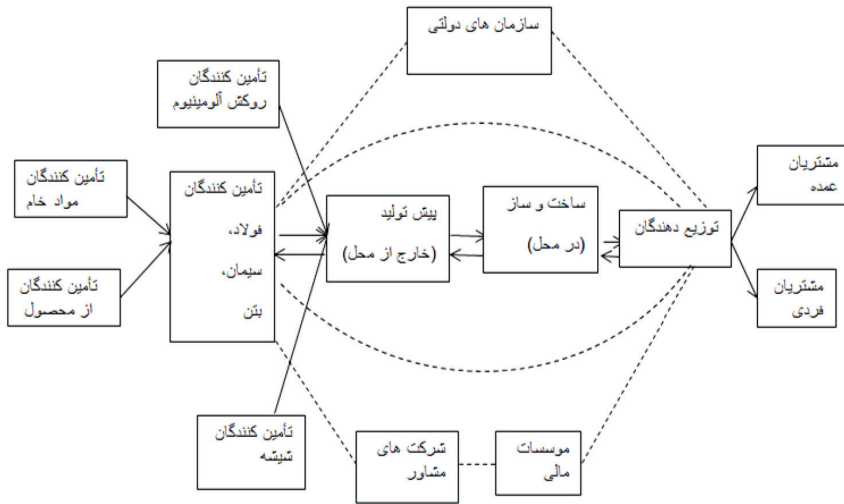 سازمان های دولتی
تأمین کنندگان
روکش آلومینیوم
تأمین کنندگان
مواد خام
تأمین کنندگان
از محصول
تأمین کنندگان
فولاد،
سیمان،
بتن
پیش تولید
(خارج از محل)
ساخت و ساز
(در محل)
توزیع دهندگان
مشتریان
عمده
مشتریان
فردی
تأمین کنندگان
شیشه
شرکت های
مشاور
موسسات
مالی